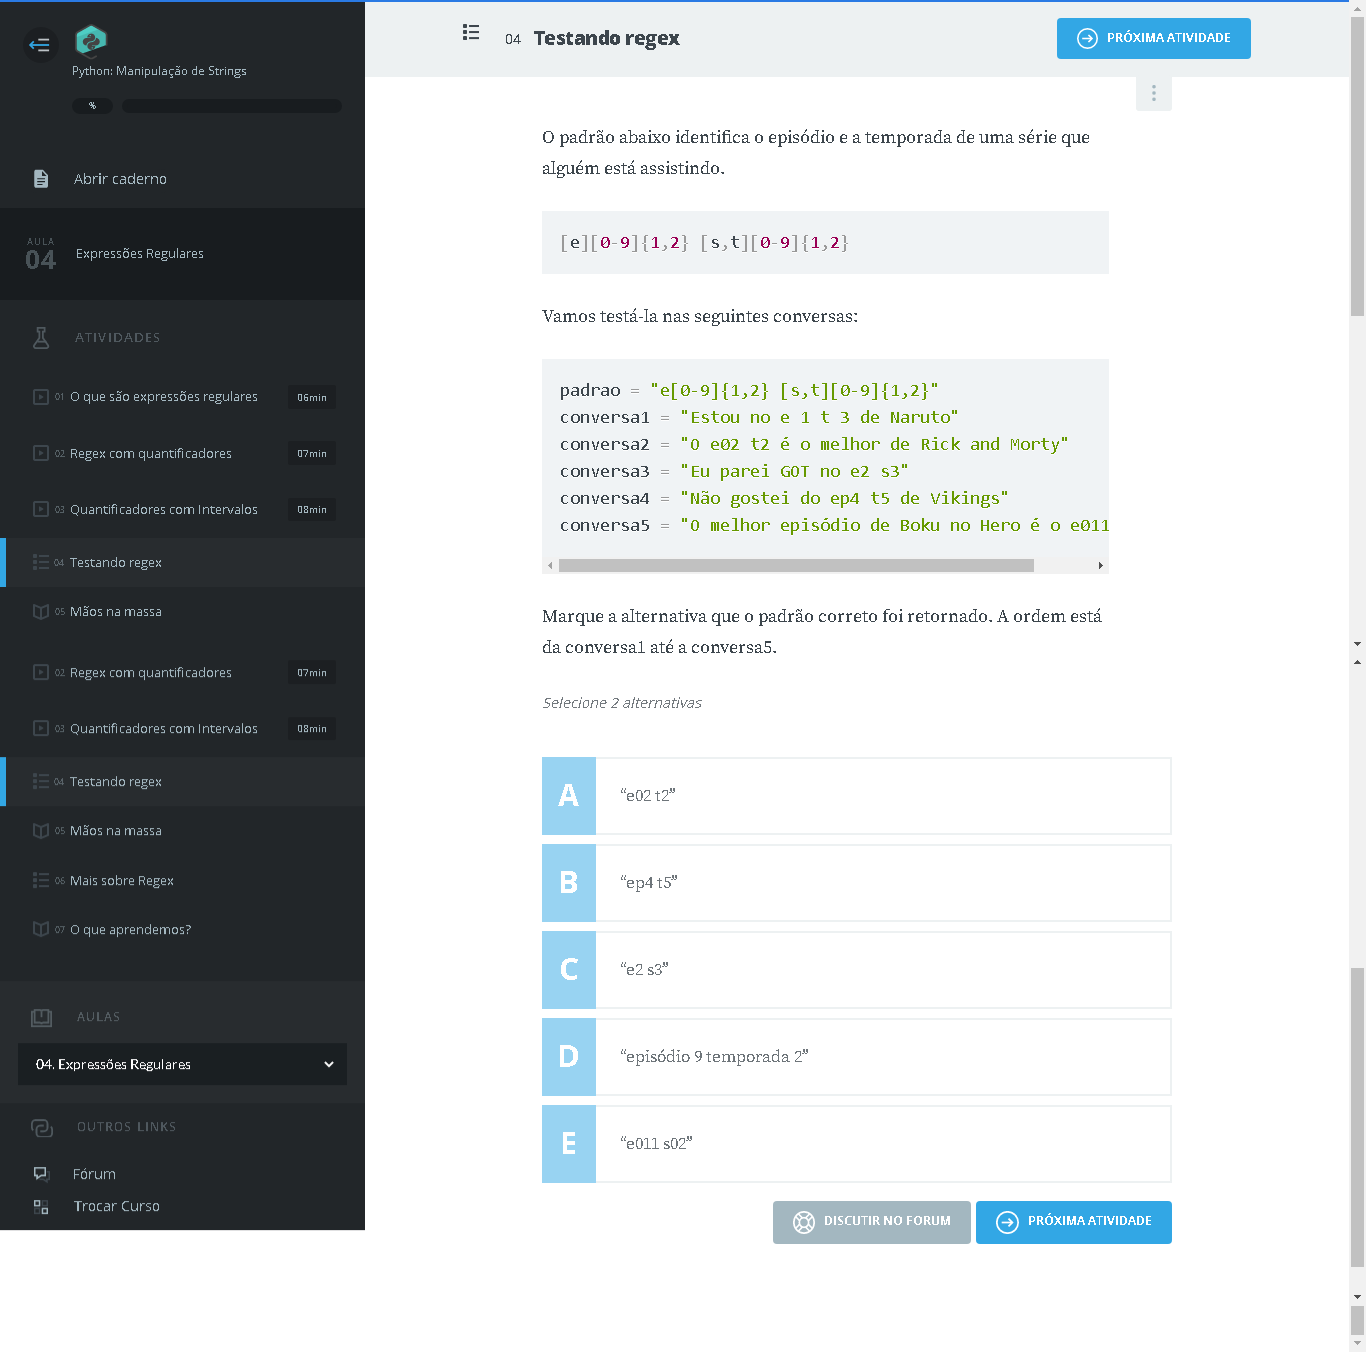 Python: Manipulação de Strings
%
Abrir caderno
AULA
04
Expressões Regulares
ATIVIDADES
01 O que são expressões regulares 06min
02 Regex com quantificadores 07min
03 Quantificadores com Intervalos 08min
04 Testando regex
05 Mãos na massa
02 Regex com quantificadores 07min
03 Quantificadores com Intervalos 08min
04 Testando regex
05 Mãos na massa
06 Mais sobre Regex
07 O que aprendemos?
AULAS
04. Expressões Regulares
OUTROS LINKS
Fórum
Trocar Curso
04 Testando regex
PRÓXIMA ATIVIDADE
O padrão abaixo identifica o episódio e a temporada de uma série que
alguém está assistindo.
[e][0-9]{1,2} [s,t][0-9]{1,2}
Vamos testá-la nas seguintes conversas:
padrao = "e[0-9]{1,2} [s,t][0-9]{1,2}"
conversa1 = "Estou no e 1 t 3 de Naruto"
conversa2 = "O e02 t2 é o melhor de Rick and Morty"
conversa3 = "Eu parei GOT no e2 s3"
conversa4 = "Não gostei do ep4 t5 de Vikings"
conversa5 = "O melhor episódio de Boku no Hero é o e011
Marque a alternativa que o padrão correto foi retornado. A ordem está
da conversa1 até a conversa5.
Selecione 2 alternativas
A “e02 t2”
B “ep4 t5”
C “e2 s3”
D “episódio 9 temporada 2”
E “e011 s02”
DISCUTIR NO FORUM
PRÓXIMA ATIVIDADE